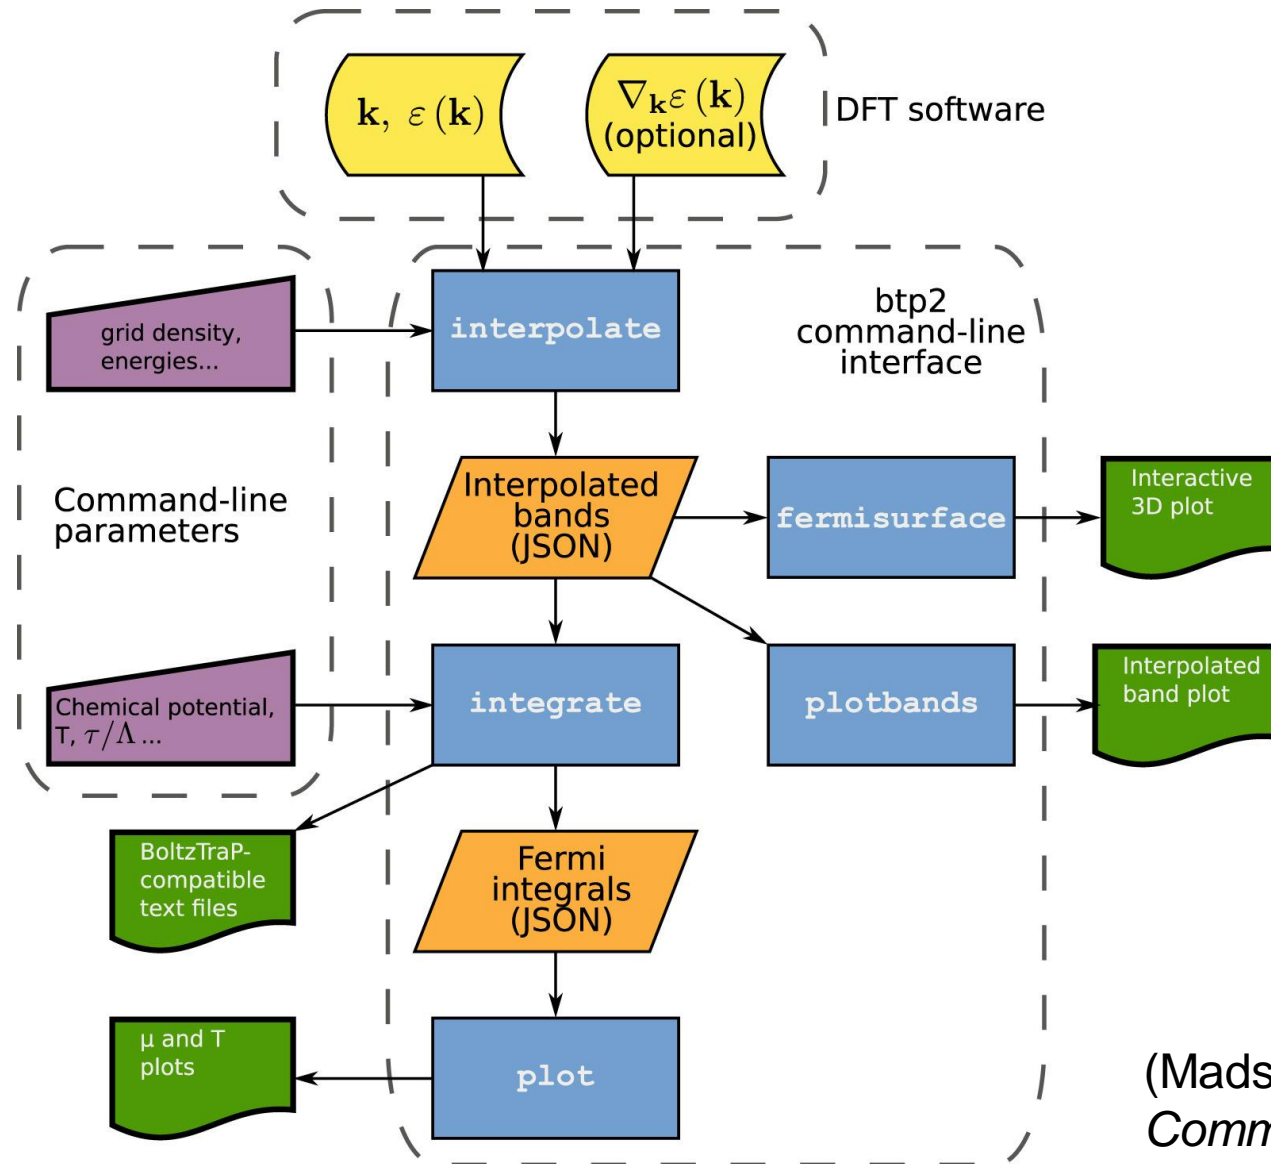 k, ε (k)
∇kε (k)
(optional)
DFT software
btp2
command-line
interface
grid density,
energies...
interpolate
Command-line
parameters
Interpolated
bands
(JSON)
fermisurface
Interactive
3D plot
Chemical potential,
T, τ/Λ ...
integrate
plotbands
Interpolated
band plot
BoltzTraP-
compatible
text files
Fermi
integrals
(JSON)
μ and T
plots
plot
(Mads
Comm